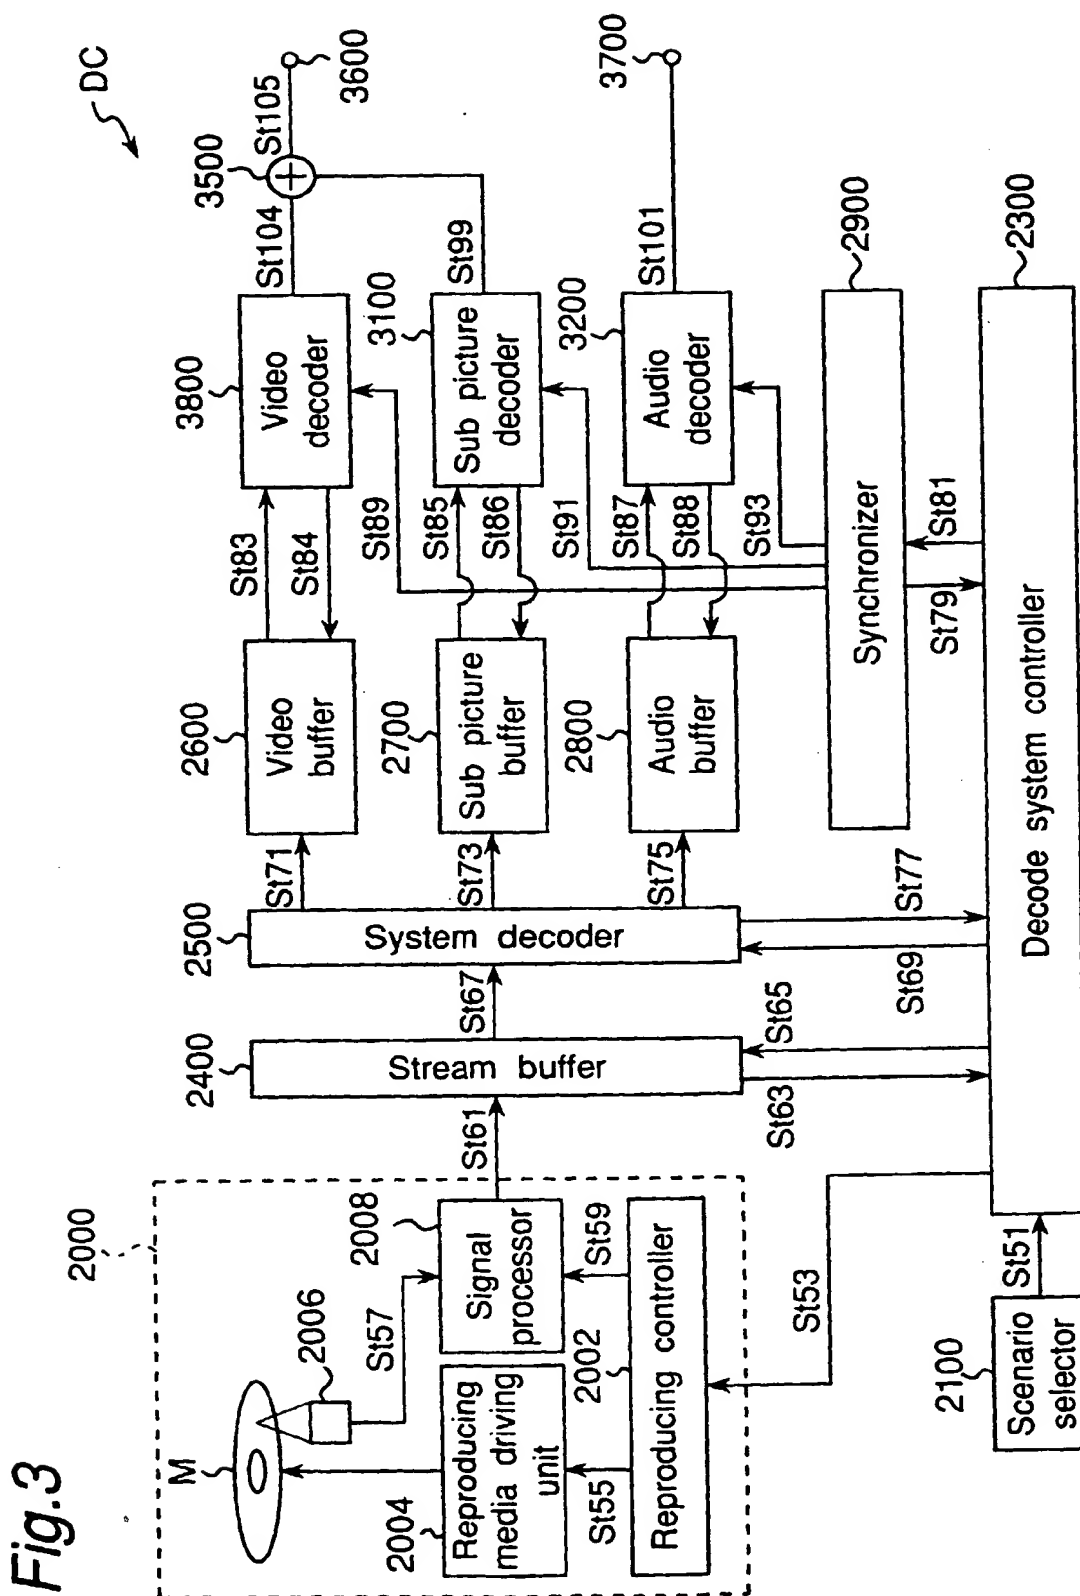 Fig.3
DC
2000
M
2006
2004
Reproducing
media driving
unit
St57
2008
Signal
processor
St55
2002
St59
Reproducing controller
St53
2100
Scenario
selector
St51
St61
2400
Stream buffer
St63
St65
St67
2500
System decoder
St69
St77
St71
St73
St75
2600
Video
buffer
2700
Sub picture
buffer
2800
Audio
buffer
St83
St84
St89
St85
St86
St91
St87
St88
St93
3800
Video
decoder
3100
Sub picture
decoder
3200
Audio
decoder
St104
3500
St105
3600
St99
St101
3700
Synchronizer
2900
St79
St81
Decode system controller
2300